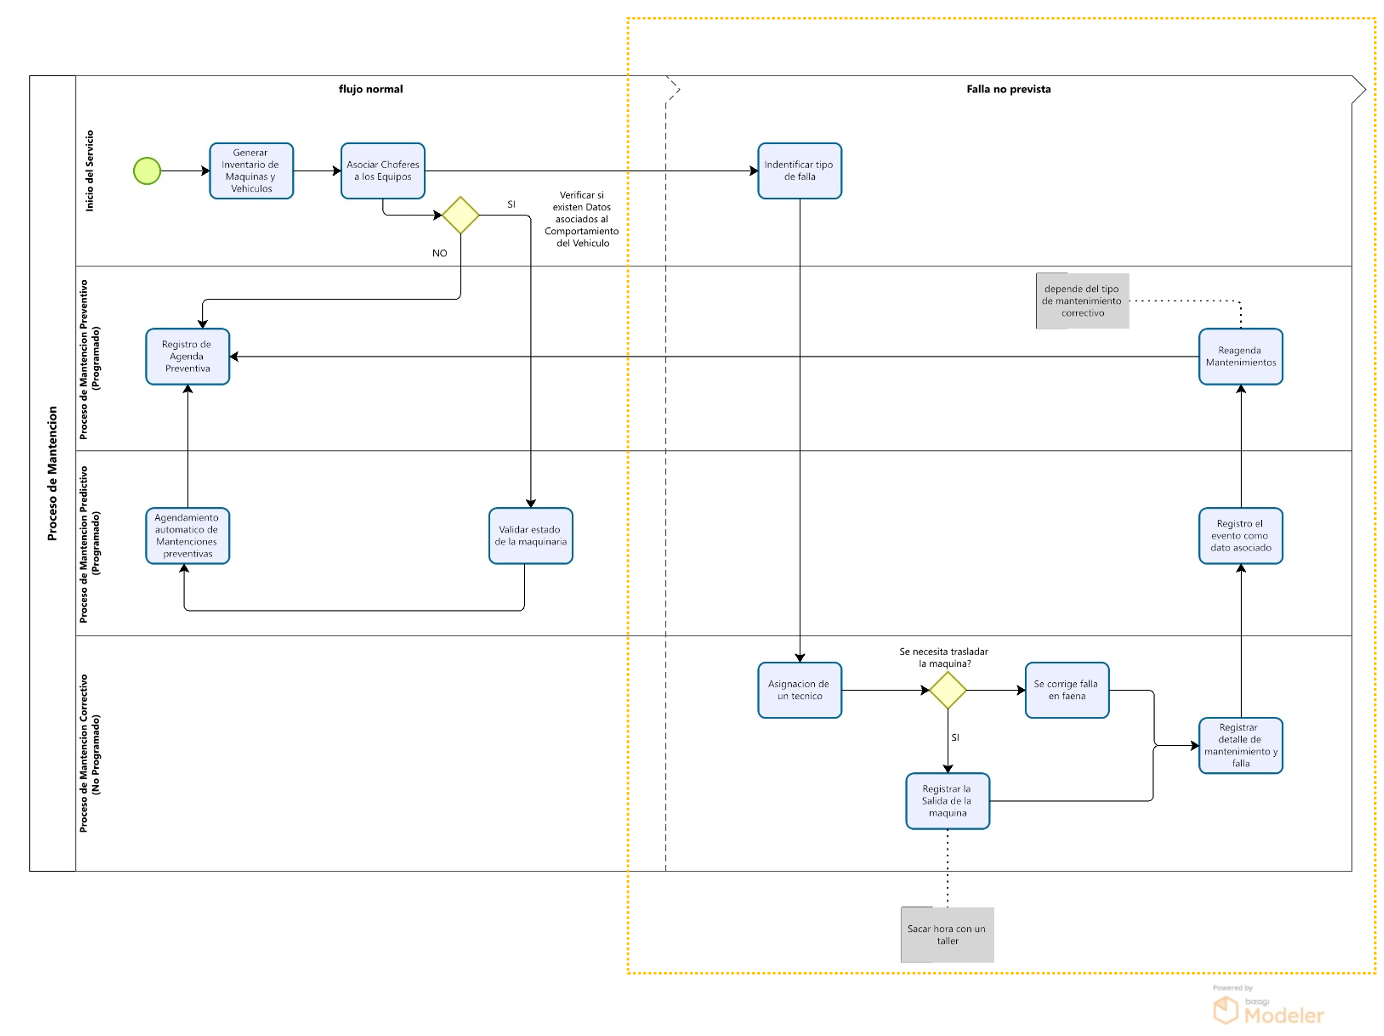 flujo normal
Falla no prevista
Proceso de Mantencion
Inicio del Servicio
Generar
Inventario de
Maquinas y
Vehiculos
Asociar Choferes
a los Equipos
Indentificar tipo
de falla
SI
NO
Verificar si
existen Datos
asociados al
Comportamiento
del Vehiculo
Proceso de Mantencion Preventivo
(Programado)
Registro de
Agenda
Preventiva
depende del tipo
de mantenimiento
correctivo
Reagenda
Mantenimientos
Proceso de Mantencion Predictivo
(Programado)
Agendamiento
automatico de
Mantenciones
preventivas
Validar estado
de la maquinaria
Registro el
evento como
dato asociado
Proceso de Mantencion Correctivo
(No Programado)
Asignacion de
un tecnico
Se necesita trasladar
la maquina?
SI
Se corrige falla
en faena
Registrar la
Salida de la
maquina
Registrar
detalle de
mantenimiento y
falla
Sacar hora con un
taller
Powered by
bizagi
Modeler